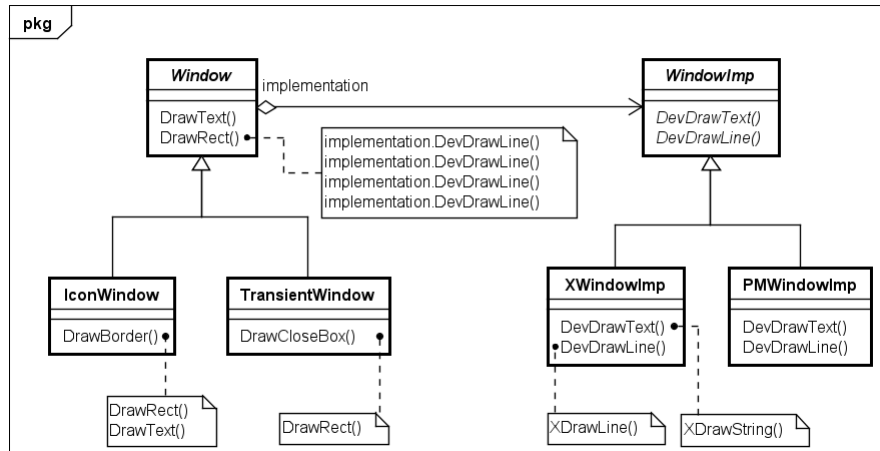 pkg
Window
implementation
DrawText()
DrawRect()
implementation.DevDrawLine()
implementation.DevDrawLine()
implementation.DevDrawLine()
implementation.DevDrawLine()
WindowImp
DevDrawText()
DevDrawLine()
IconWindow
DrawBorder()
TransientWindow
DrawCloseBox()
XWindowImp
DevDrawText()
DevDrawLine()
PMWindowImp
DevDrawText()
DevDrawLine()
DrawRect()
DrawText()
DrawRect()
XDrawLine()
XDrawString()